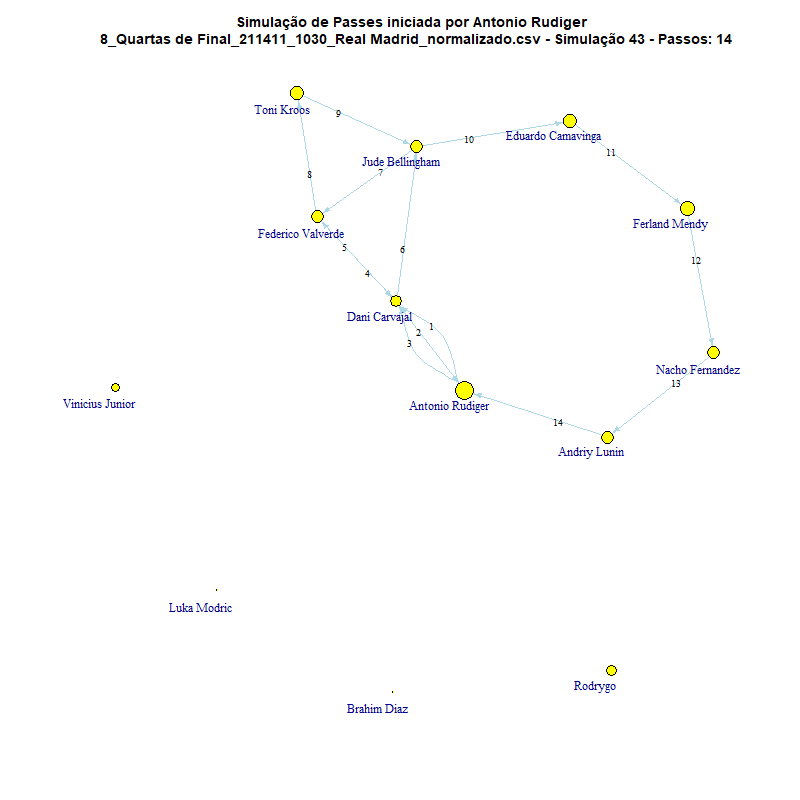 Simulação de Passes iniciada por Antonio Rudiger
8_Quartas de Final_211411_1030_Real Madrid_normalizado.csv - Simulação 43 - Passos: 14
Toni Kroos
9
Eduardo Camavinga
10
Jude Bellingham
11
7
8
Ferland Mendy
Federico Valverde
5
6
12
4
Dani Carvajal
1
2
3
Nacho Fernandez
13
Vinicius Junior
Antonio Rudiger
14
Andriy Lunin
Luka Modric
Rodrygo
Brahim Diaz